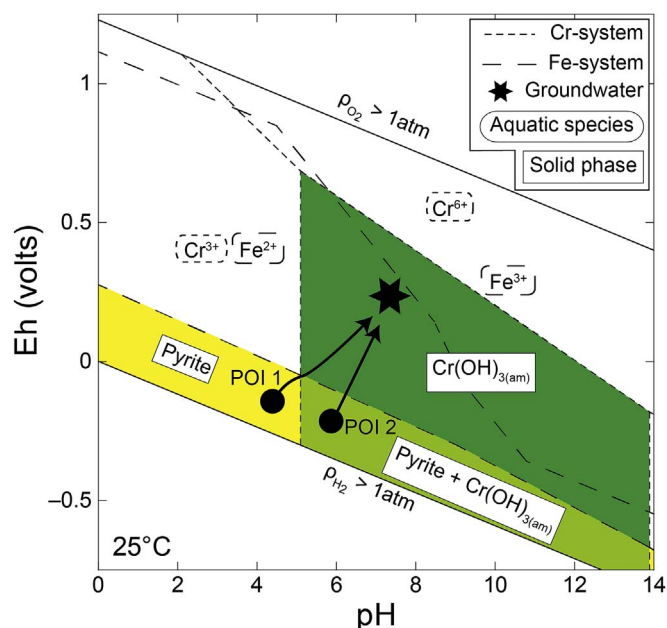 Cr-system
Fe-system
Groundwater
Aquatic species
Solid phase
ρO2 > 1atm
Cr6+
Cr3+ Fe2+
Fe3+
Pyrite
POI 1
POI 2
Cr(OH)3(am)
Pyrite + Cr(OH)3(am)
ρH2 > 1atm
25°C
1
0.5
0
–0.5
Eh (volts)
0 2 4 6 8 10 12 14
pH